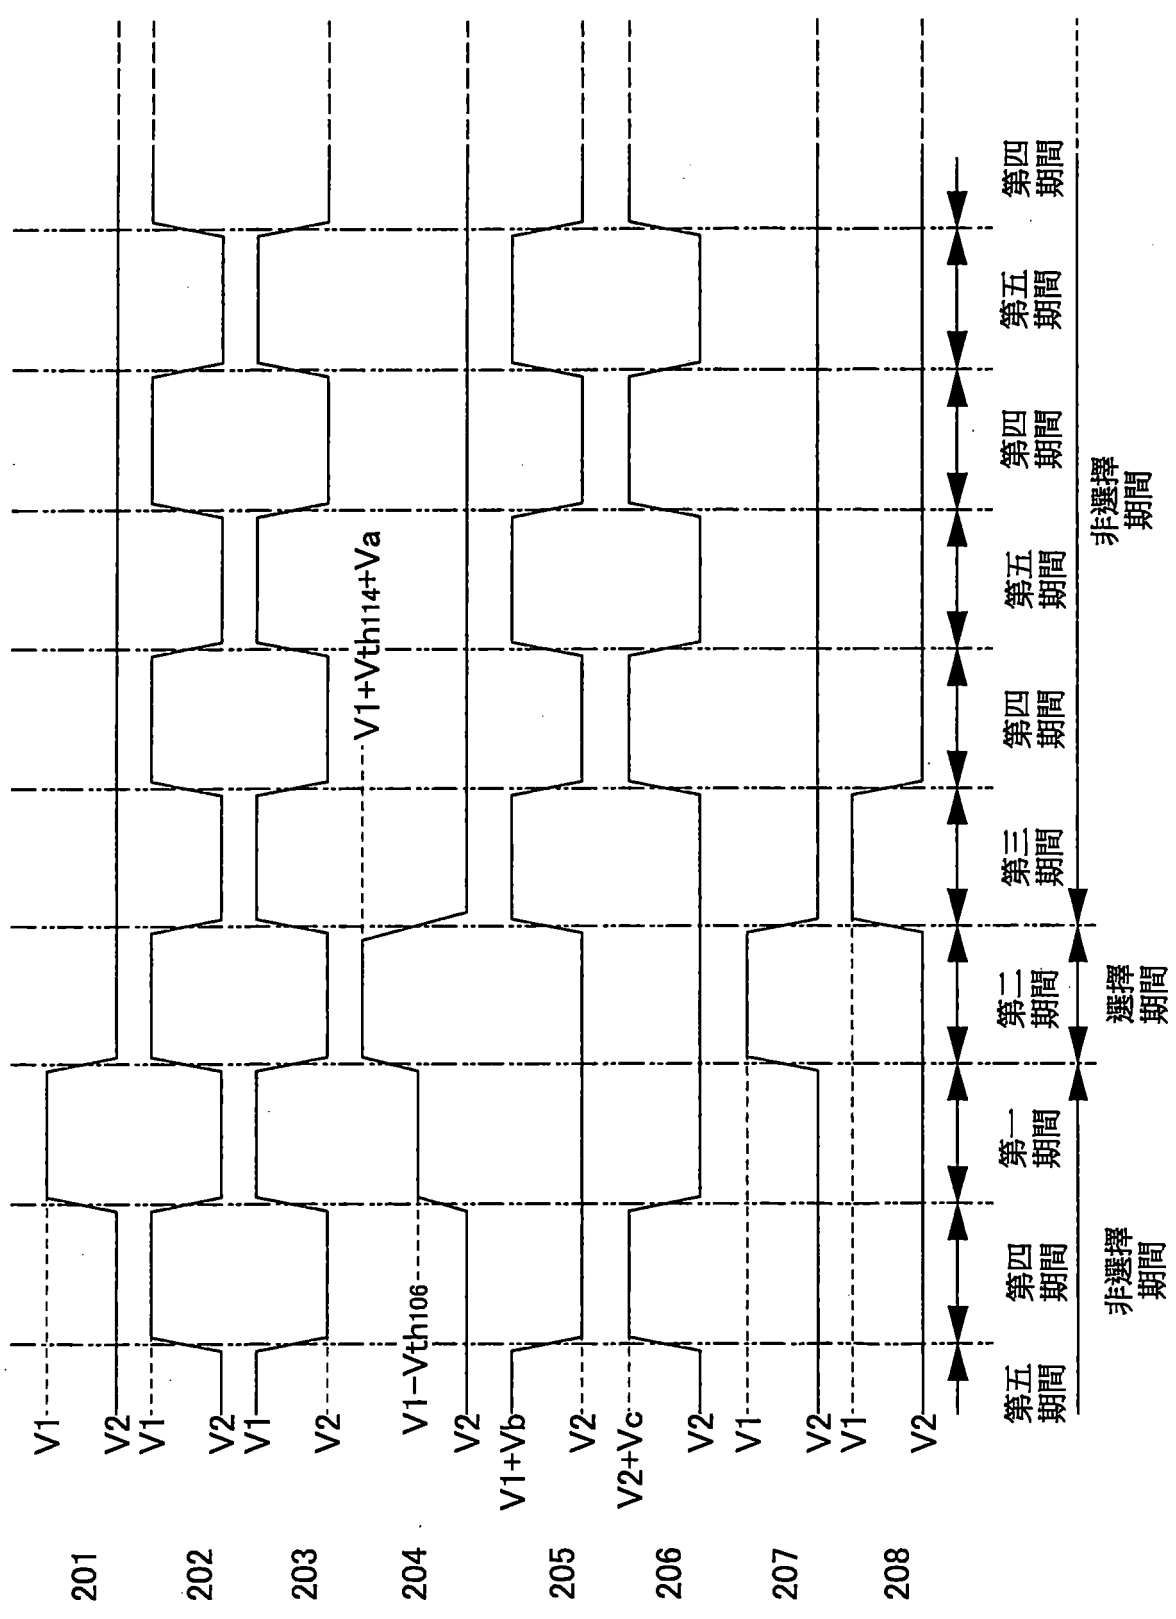 201
V1
V2
202
V1
V2
203
V1
V2
204
V1−Vth106
V1+Vth114+Va
V2
205
V1+Vb
V2
206
V2+Vc
V2
207
V1
V2
208
V1
V2
第五
期間
第四
期間
第一
期間
第二
期間
第三
期間
第四
期間
第五
期間
第四
期間
第五
期間
第四
期間
非選擇
期間
選擇
期間
非選擇
期間